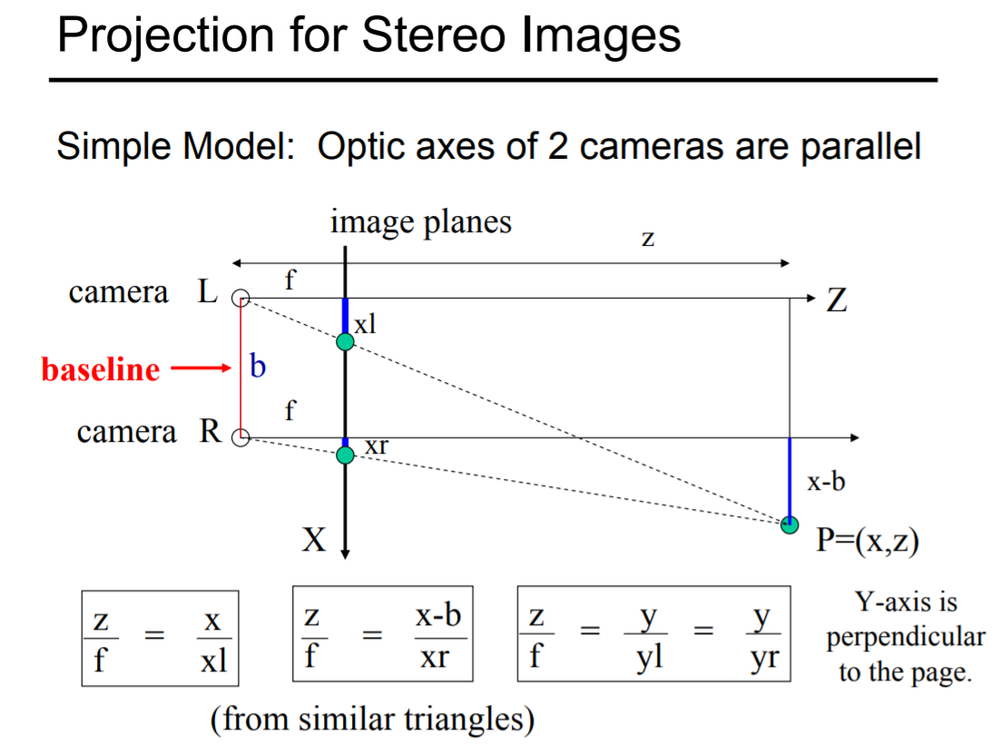 Projection for Stereo Images
Simple Model: Optic axes of 2 cameras are parallel
image planes
z
f
camera L
Z
xl
baseline
b
f
camera R
xr
x-b
X
P=(x,z)
z/f = x/xl
z/f = x-b/xr
z/f = y/yl = y/yr
Y-axis is
perpendicular
to the page.
(from similar triangles)